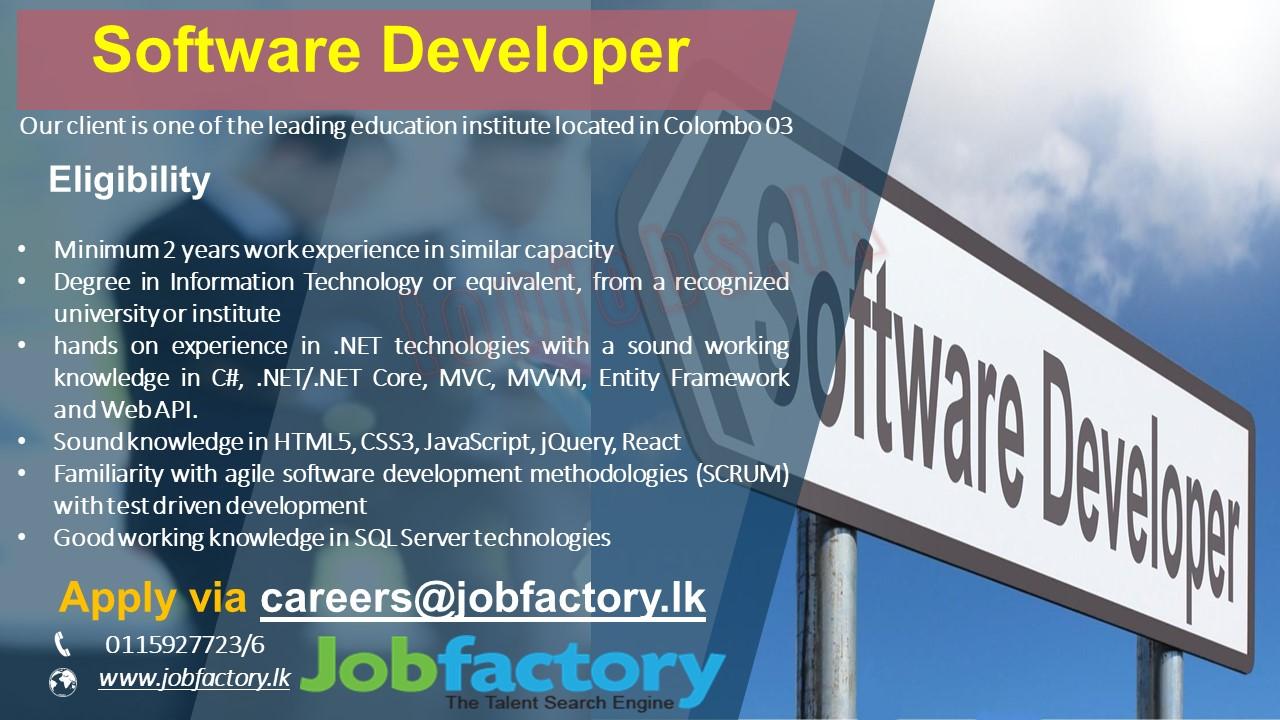 Software Developer
Our client is one of the leading education institute located in Colombo 03
Eligibility
• Minimum 2 years work experience in similar capacity
• Degree in Information Technology or equivalent, from a recognized
university or institute
• hands on experience in .NET technologies with a sound working
knowledge in C#, .NET/.NET Core, MVC, MVVM, Entity Framework
and Web API.
• Sound knowledge in HTML5, CSS3, JavaScript, jQuery, React
• Familiarity with agile software development methodologies (SCRUM)
with test driven development
• Good working knowledge in SQL Server technologies
Apply via careers@jobfactory.lk
0115927723/6
www.jobfactory.lk
Jobfactory
The Talent Search Engine
Software Developer